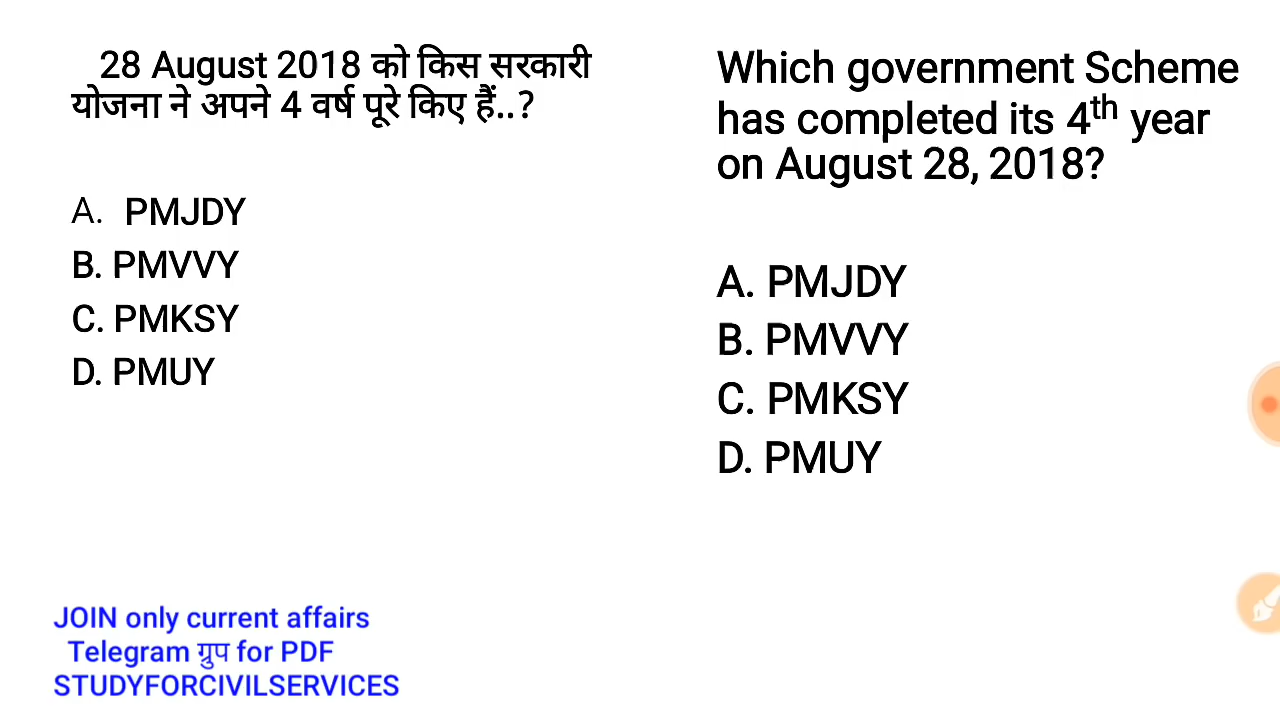 28 August 2018 को किस सरकारी
योजना ने अपने 4 वर्ष पूरे किए हैं..?
A. PMJDY
B. PMVVY
C. PMKSY
D. PMUY
Which government Scheme
has completed its 4th year
on August 28, 2018?
A. PMJDY
B. PMVVY
C. PMKSY
D. PMUY
JOIN only current affairs
Telegram ग्रुप for PDF
STUDYFORCIVILSERVICES